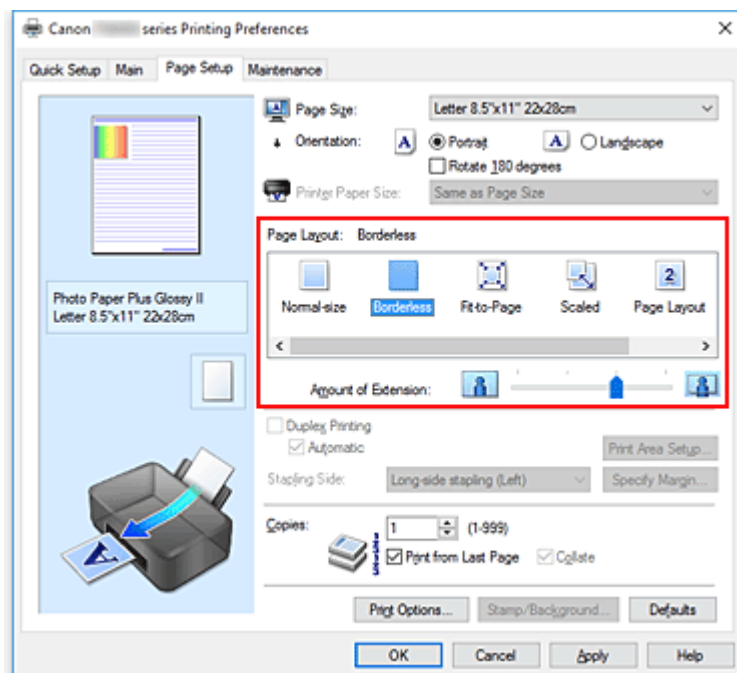 Canon series Printing Preferences
Quick Setup Main Page Setup Maintenance
Page Size: Letter 8.5"x11" 22x28cm
Orientation: A Portrait A Landscape
Rotate 180 degrees
Printer Paper Size: Same as Page Size
Page Layout: Borderless
Normal-size Borderless Fit-to-Page Scaled Page Layout
Photo Paper Plus Glossy II
Letter 8.5"x11" 22x28cm
Amount of Extension:
Duplex Printing
Automatic Print Area Setup...
Stapling Side: Long-side stapling (Left) Specify Margin...
Copies: 1 (1-999)
Print from Last Page Collate
Print Options... Stamp/Background... Defaults
OK Cancel Apply Help